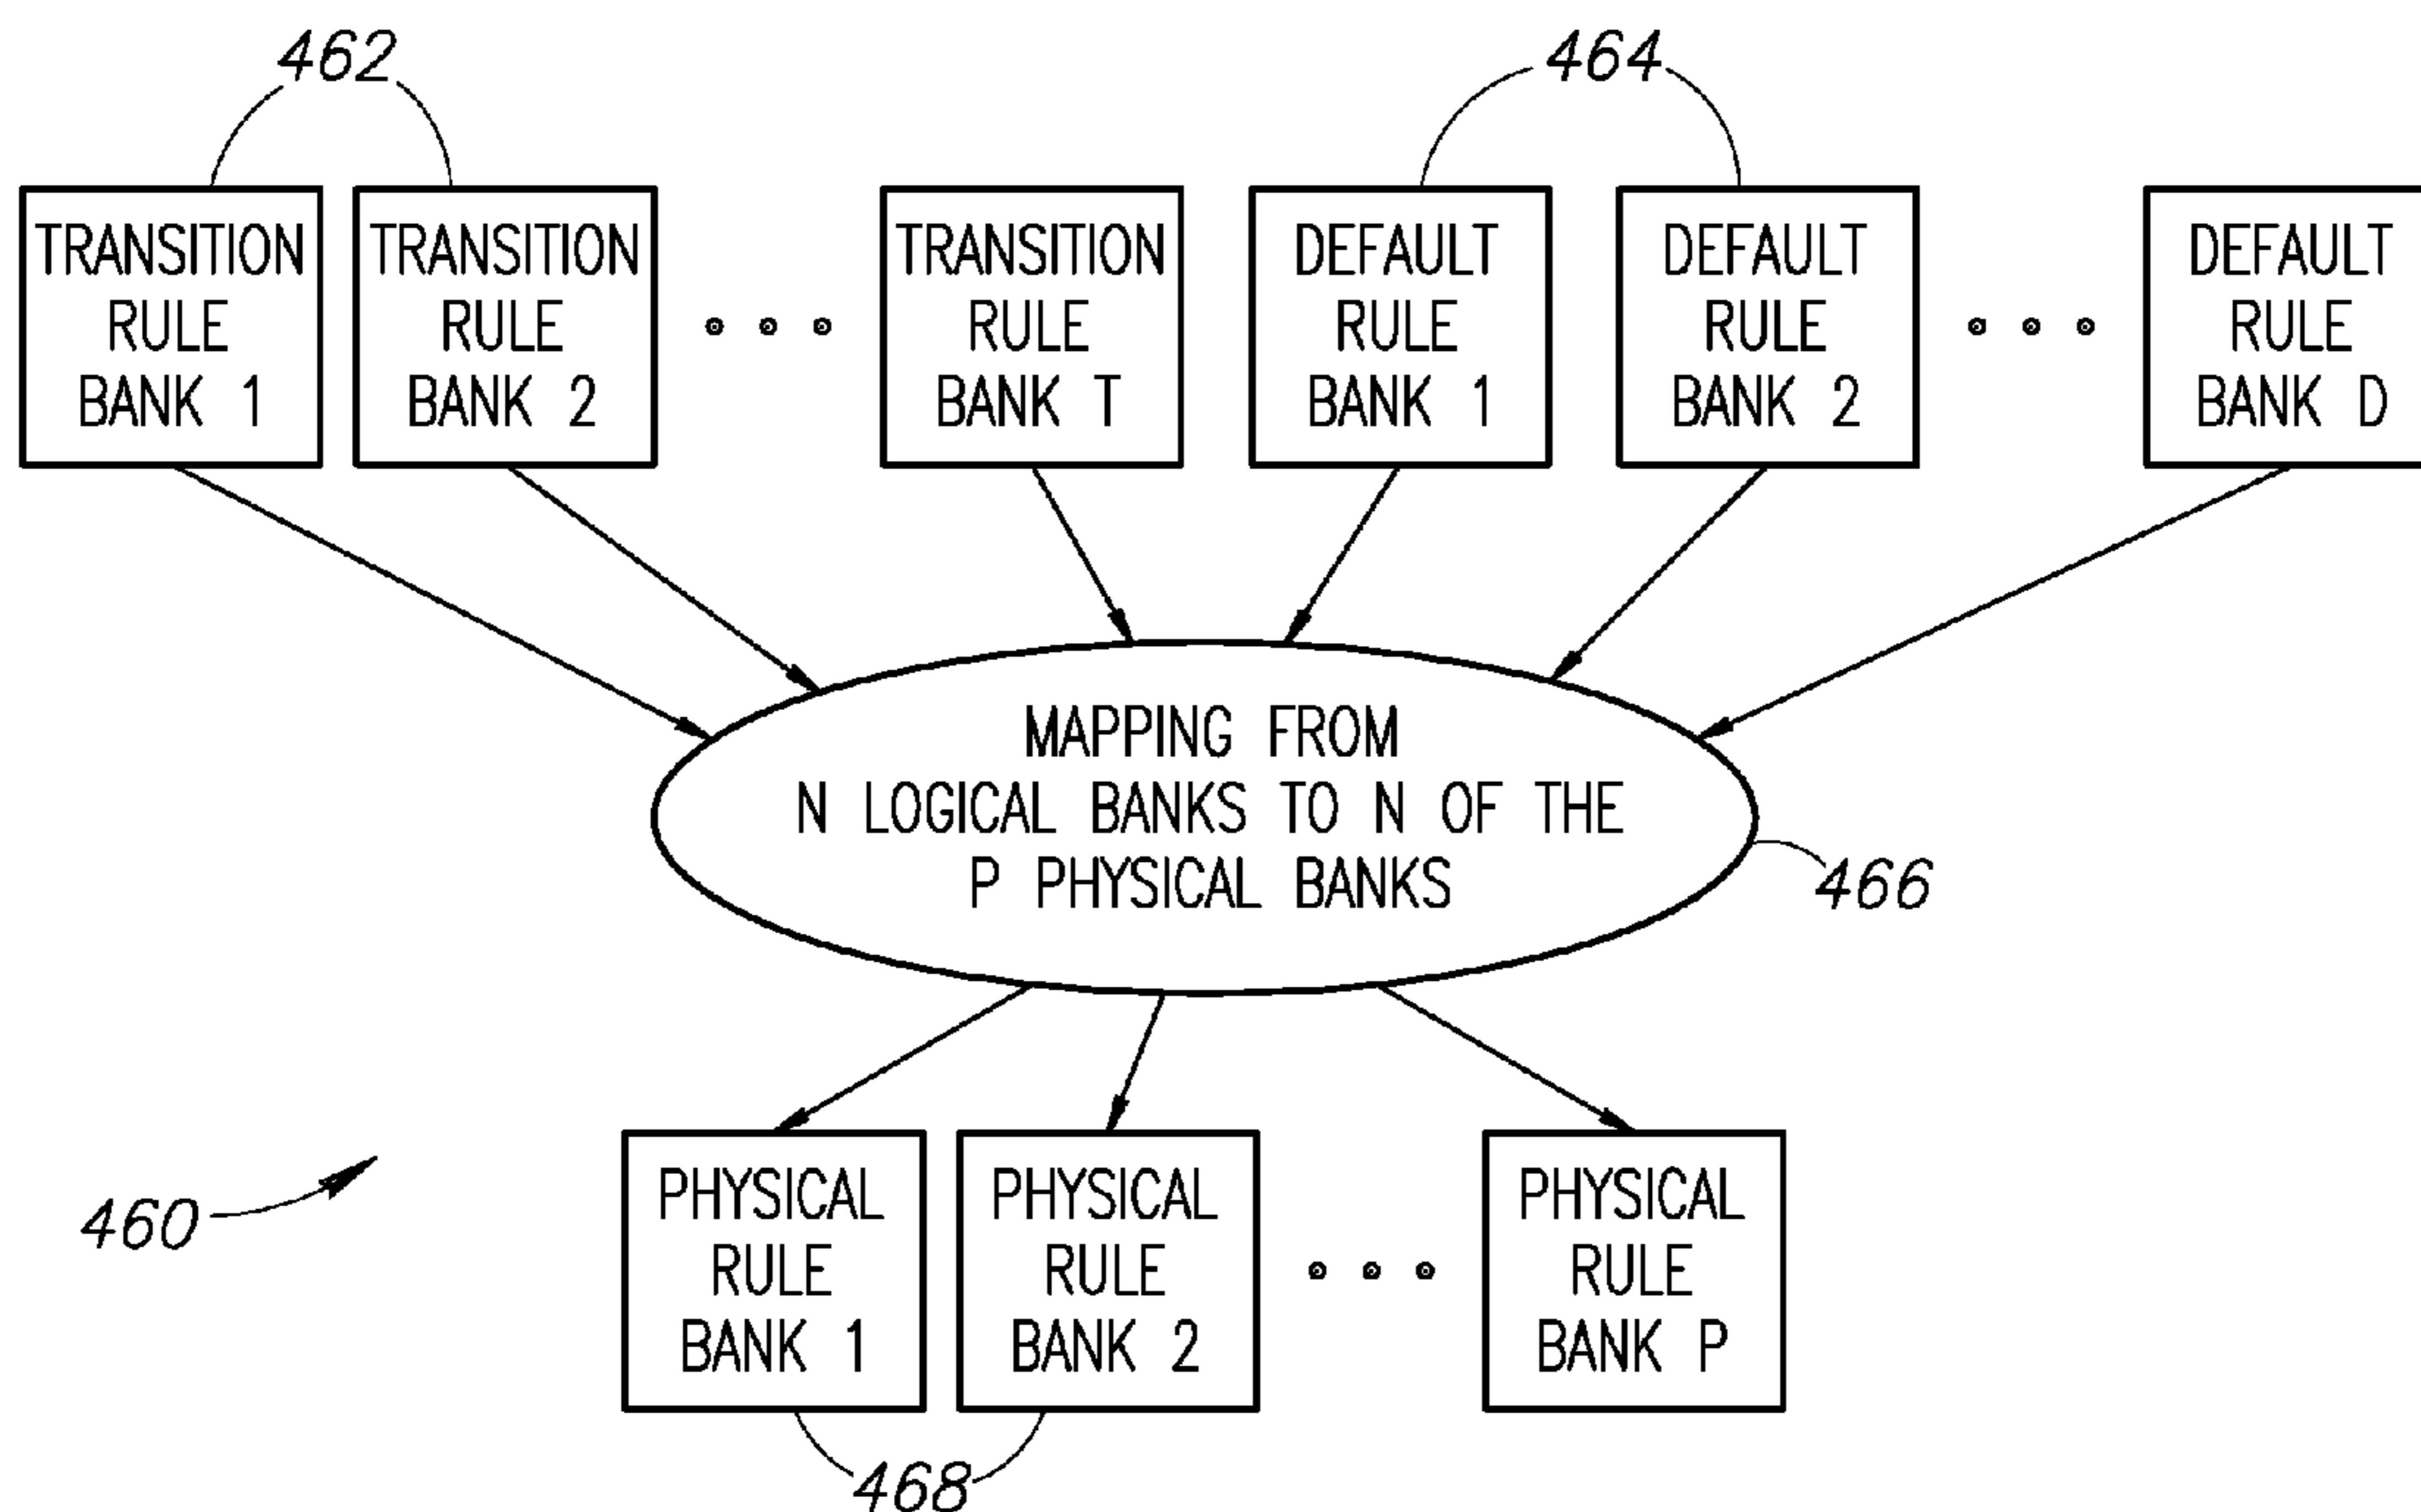 462
464
TRANSITION
RULE
BANK 1
TRANSITION
RULE
BANK 2
TRANSITION
RULE
BANK T
DEFAULT
RULE
BANK 1
DEFAULT
RULE
BANK 2
DEFAULT
RULE
BANK D
MAPPING FROM
N LOGICAL BANKS TO N OF THE
P PHYSICAL BANKS
466
460
PHYSICAL
RULE
BANK 1
PHYSICAL
RULE
BANK 2
PHYSICAL
RULE
BANK P
468